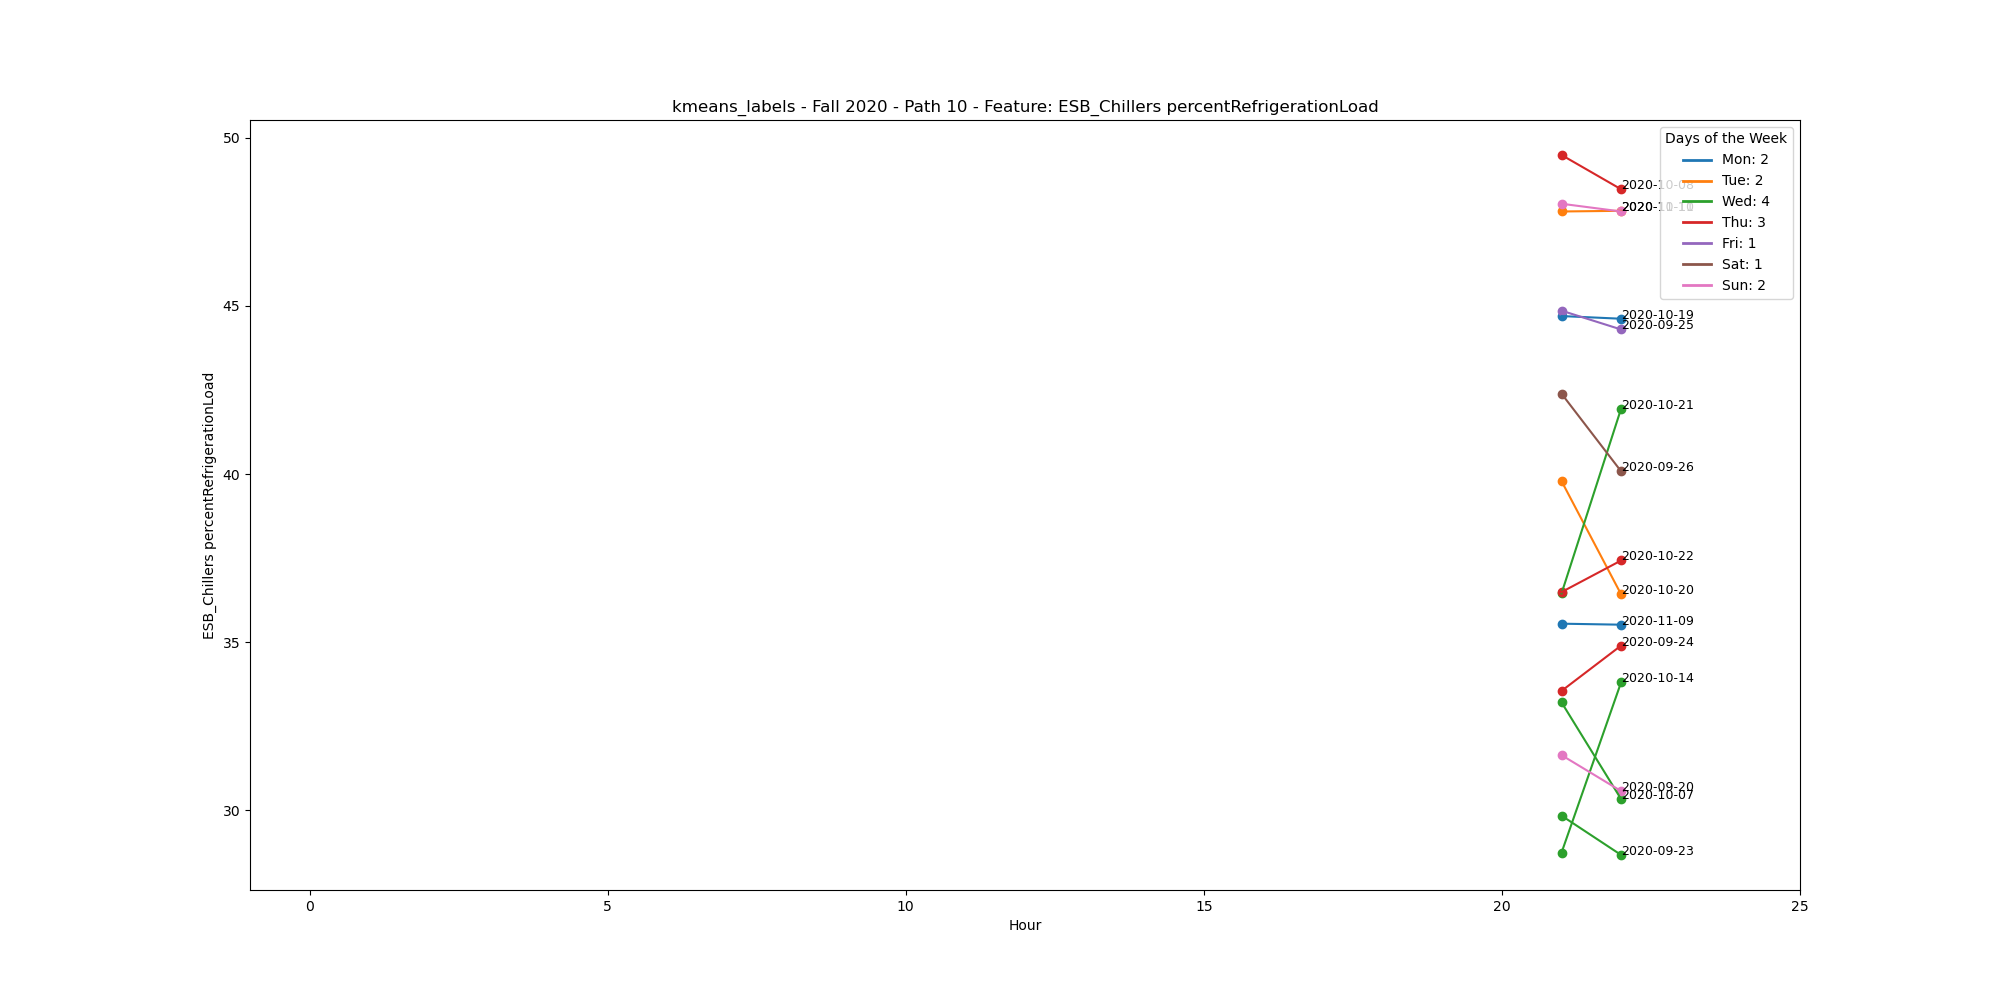 kmeans_labels - Fall 2020 - Path 10 - Feature: ESB_Chillers percentRefrigerationLoad
50
45
40
35
30
ESB_Chillers percentRefrigerationLoad
0
5
10
15
20
25
Hour
Days of the Week
Mon: 2
Tue: 2
Wed: 4
Thu: 3
Fri: 1
Sat: 1
Sun: 2
2020-10-08
2020-10-19
2020-09-25
2020-10-21
2020-09-26
2020-10-22
2020-10-20
2020-11-09
2020-09-24
2020-10-14
2020-09-20
2020-10-07
2020-09-23